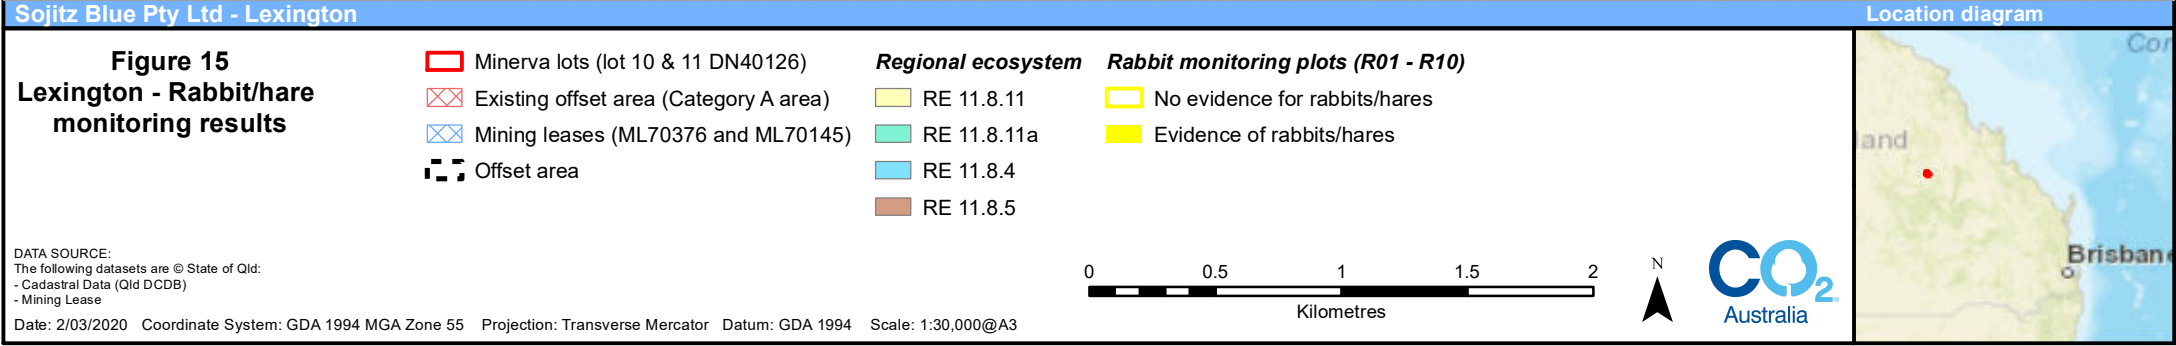 Sojitz Blue Pty Ltd - Lexington
Location diagram
Figure 15
Lexington - Rabbit/hare
monitoring results
Minerva lots (lot 10 & 11 DN40126)
Existing offset area (Category A area)
Mining leases (ML70376 and ML70145)
Offset area
Regional ecosystem
RE 11.8.11
RE 11.8.11a
RE 11.8.4
RE 11.8.5
Rabbit monitoring plots (R01 - R10)
No evidence for rabbits/hares
Evidence of rabbits/hares
DATA SOURCE:
The following datasets are © State of Qld:
- Cadastral Data (Qld DCDB)
- Mining Lease
Date: 2/03/2020 Coordinate System: GDA 1994 MGA Zone 55 Projection: Transverse Mercator Datum: GDA 1994 Scale: 1:30,000@A3
0 0.5 1 1.5 2
Kilometres
N
CO2
Australia
Cor
land
Brisban